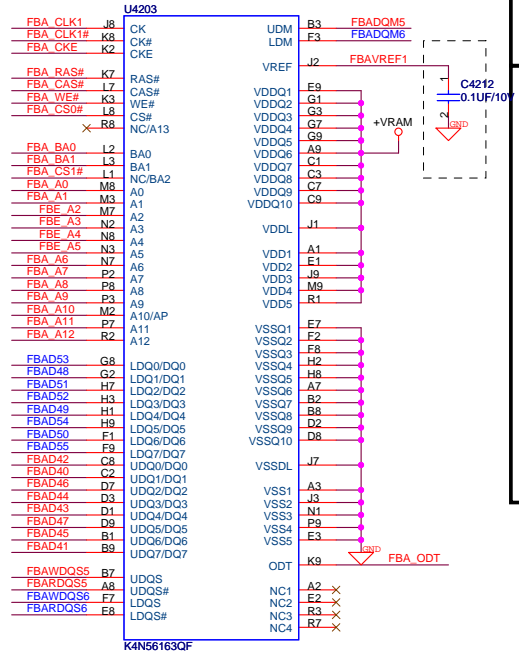 U4203
FBA_CLK1 J8 CK
FBA_CLK1# K8 CK#
FBA_CKE K2 CKE
FBA_RAS# K7 RAS#
FBA_CAS# L7 CAS#
FBA_WE# K3 WE#
FBA_CS0# L8 CS#
R8 NC/A13
FBA_BA0 L2 BA0
FBA_BA1 L3 BA1
FBA_CS1# L1 NC/BA2
FBA_A0 M8 A0
FBA_A1 M3 A1
FBE_A2 M7 A2
FBE_A3 N2 A3
FBE_A4 N8 A4
FBE_A5 N3 A5
FBA_A6 N7 A6
FBA_A7 P2 A7
FBA_A8 P8 A8
FBA_A9 P3 A9
FBA_A10 M2 A10/AP
FBA_A11 P7 A11
FBA_A12 R2 A12
FBAD53 G8 LDQ0/DQ0
FBAD48 G2 LDQ1/DQ1
FBAD51 H7 LDQ2/DQ2
FBAD52 H3 LDQ3/DQ3
FBAD49 H1 LDQ4/DQ4
FBAD54 H9 LDQ5/DQ5
FBAD50 F1 LDQ6/DQ6
FBAD55 F9 LDQ7/DQ7
FBAD42 C8 UDQ0/DQ0
FBAD40 C2 UDQ1/DQ1
FBAD46 D7 UDQ2/DQ2
FBAD44 D3 UDQ3/DQ3
FBAD43 D1 UDQ4/DQ4
FBAD47 D9 UDQ5/DQ5
FBAD45 B1 UDQ6/DQ6
FBAD41 B9 UDQ7/DQ7
FBAWDQS5 B7 UDQS
FBARDQS5 A8 UDQS#
FBAWDQS6 F7 LDQS
FBARDQS6 E8 LDQS#
UDM B3 FBADQM5
LDM F3 FBADQM6
VREF J2 FBAVREF1
VDDQ1 E9
VDDQ2 G1
VDDQ3 G3
VDDQ4 G7
VDDQ5 G9
VDDQ6 A9
VDDQ7 C1
VDDQ8 C3
VDDQ9 C7
VDDQ10 C9
VDDL J1
VDD1 A1
VDD2 E1
VDD3 J9
VDD4 M9
VDD5 R1
VSSQ1 E7
VSSQ2 F2
VSSQ3 F8
VSSQ4 H2
VSSQ5 H8
VSSQ6 A7
VSSQ7 B2
VSSQ8 B8
VSSQ9 D2
VSSQ10 D8
VSSDL J7
VSS1 A3
VSS2 J3
VSS3 N1
VSS4 P9
VSS5 E3
GND
ODT K9 FBA_ODT
NC1 A2
NC2 E2
NC3 R3
NC4 R7
+VRAM
1
C4212
0.1UF/10V
2
GND
K4N56163QF